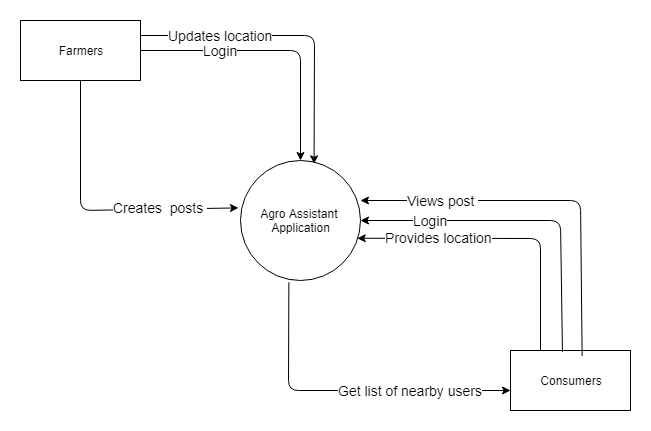 Updates location
Farmers
Login
Creates posts
Agro Assistant
Application
Views post
Login
Provides location
Consumers
Get list of nearby users